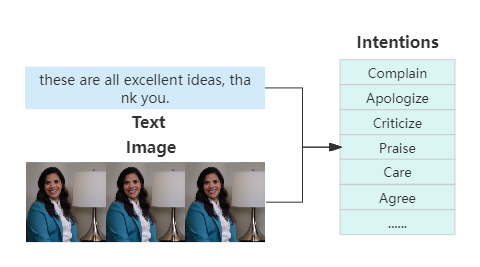 Intentions
these are all excellent ideas, tha
nk you.
Text
Image
Complain
Apologize
Criticize
Praise
Care
Agree
......